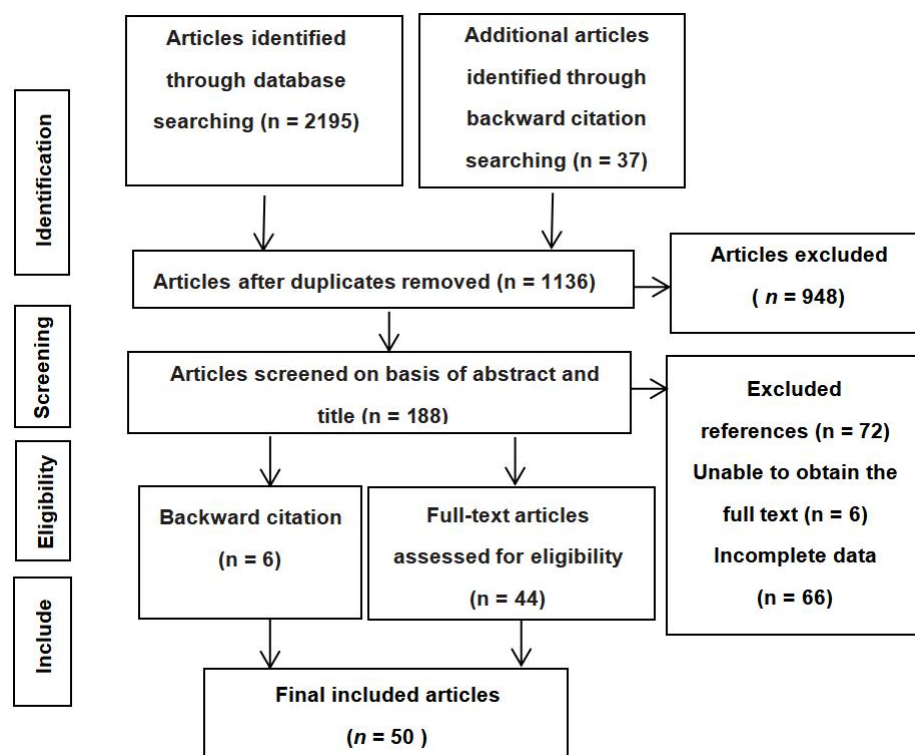 Articles identified
through database
searching (n = 2195)
Additional articles
identified through
backward citation
searching (n = 37)
Identification
Articles after duplicates removed (n = 1136)
Articles excluded
( n = 948)
Screening
Articles screened on basis of abstract and
title (n = 188)
Excluded
references (n = 72)
Unable to obtain the
full text (n = 6)
Incomplete data
(n = 66)
Eligibility
Backward citation
(n = 6)
Full-text articles
assessed for eligibility
(n = 44)
Include
Final included articles
(n = 50 )